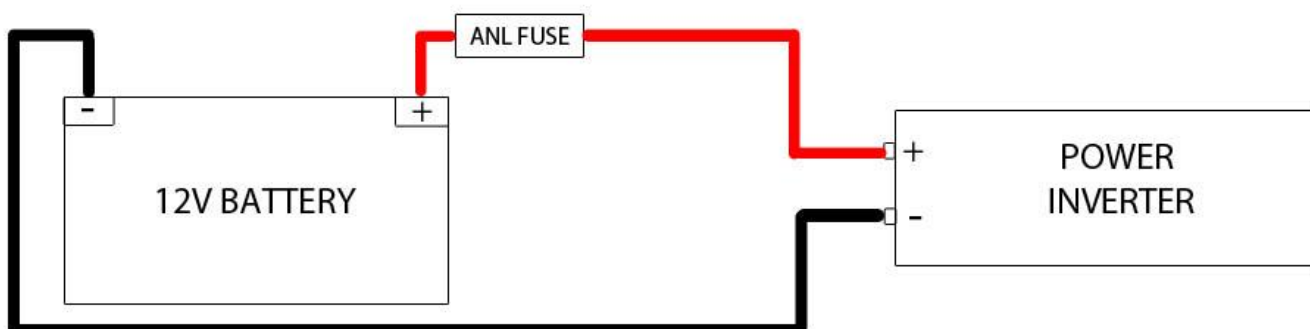 ANL FUSE
-
+
12V BATTERY
+
-
POWER
INVERTER